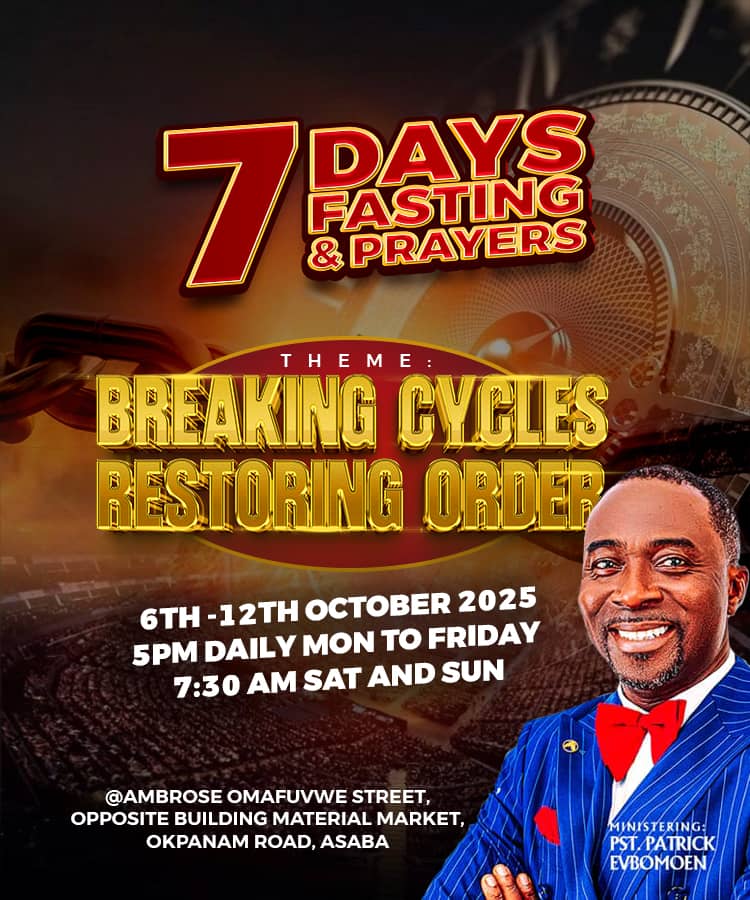 7 DAYS
FASTING
& PRAYERS
THEME:
BREAKING CYCLES
RESTORING ORDER
6TH -12TH OCTOBER 2025
5PM DAILY MON TO FRIDAY
7:30 AM SAT AND SUN
@AMBROSE OMAFUVWE STREET,
OPPOSITE BUILDING MATERIAL MARKET,
OKPANAM ROAD, ASABA
MINISTERING:
PST. PATRICK
EVBOMOEN